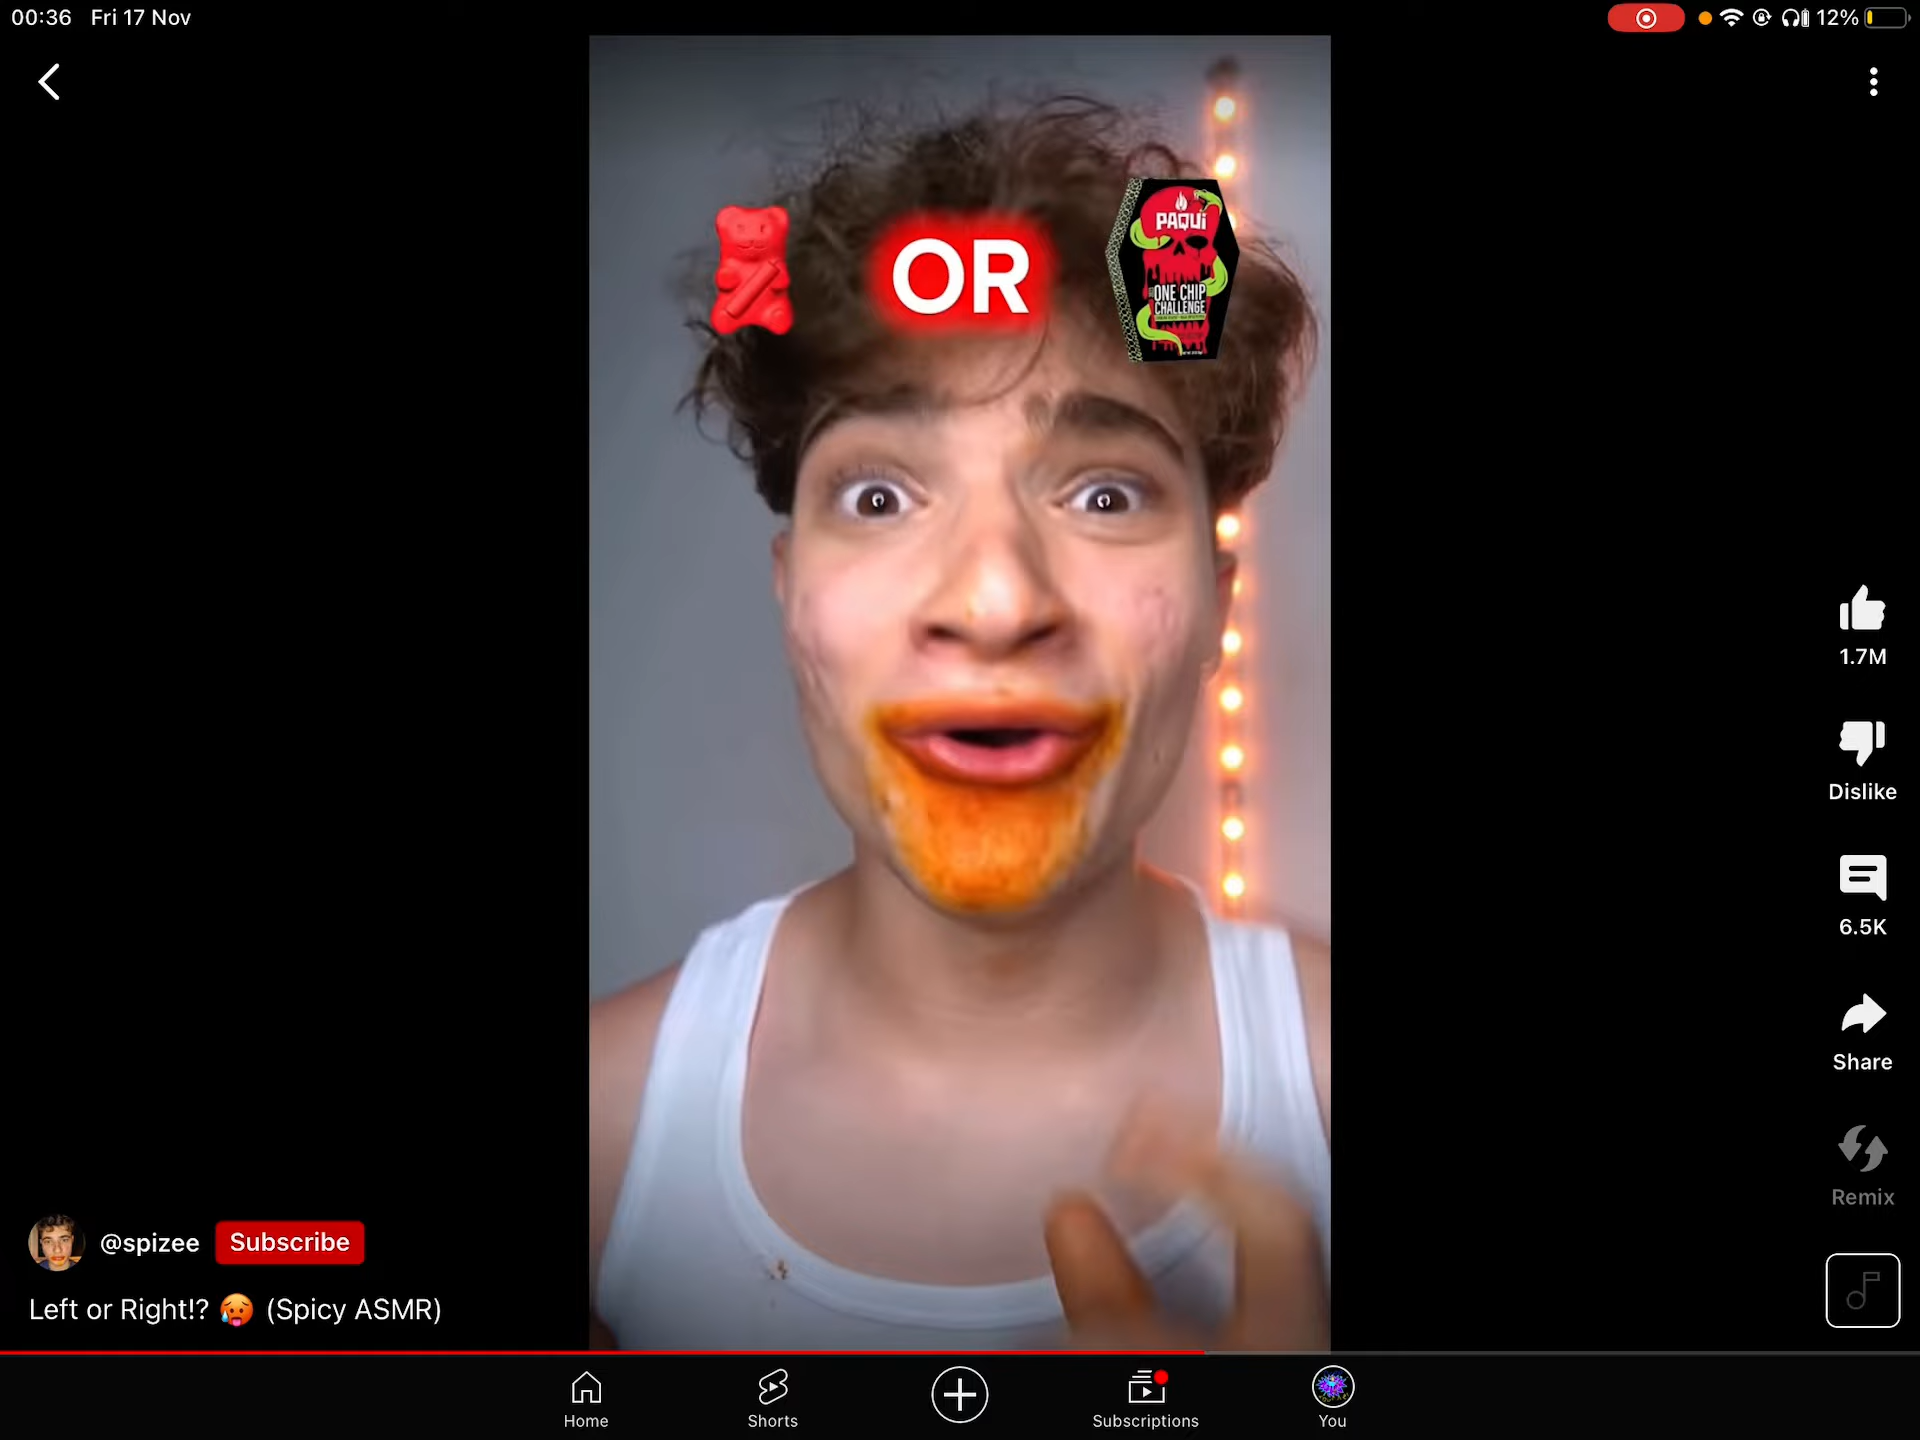 00:36 Fri 17 Nov
12%
PAQUI
OR
ONE CHIP
CHALLENGE
1.7M
Dislike
6.5K
Share
Remix
@spizee Subscribe
Left or Right!? 🥵 (Spicy ASMR)
Home Shorts Subscriptions You